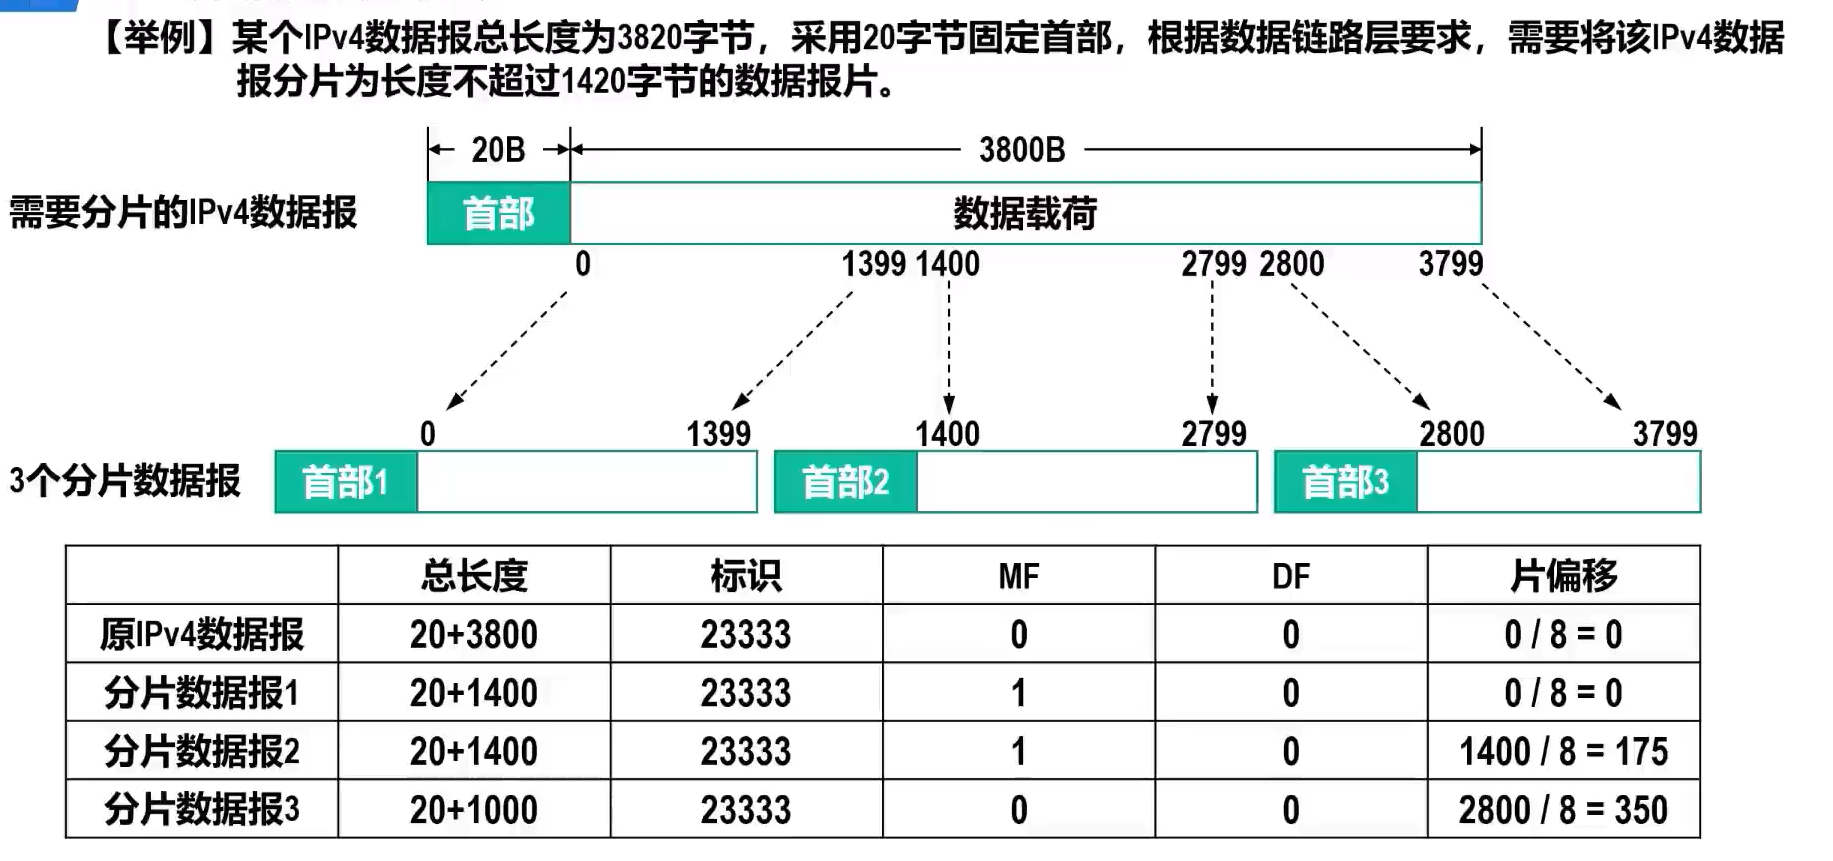 【举例】某个IPv4数据报总长度为3820字节，采用20字节固定首部，根据数据链路层要求，需要将该IPv4数据
报分片为长度不超过1420字节的数据报片。
20B 3800B
需要分片的IPv4数据报 首部 数据载荷
0 1399 1400 2799 2800 3799
0 1399 1400 2799 2800 3799
3个分片数据报 首部1 首部2 首部3
总长度 标识 MF DF 片偏移
原IPv4数据报 20+3800 23333 0 0 0 / 8 = 0
分片数据报1 20+1400 23333 1 0 0 / 8 = 0
分片数据报2 20+1400 23333 1 0 1400 / 8 = 175
分片数据报3 20+1000 23333 0 0 2800 / 8 = 350